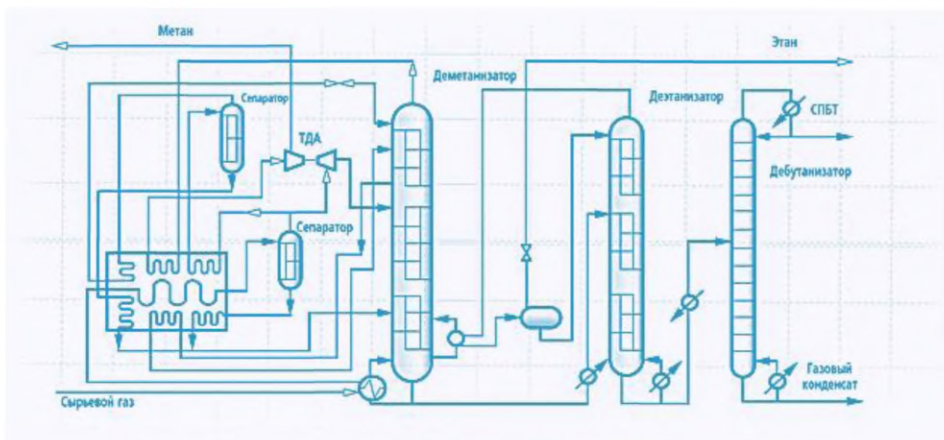 Метан
Этан
Деметанизатор
Сепаратор
Деэтанизатор
СПБТ
ТДА
Дебутанизатор
Сепаратор
Газовый
конденсат
Сырьевой газ